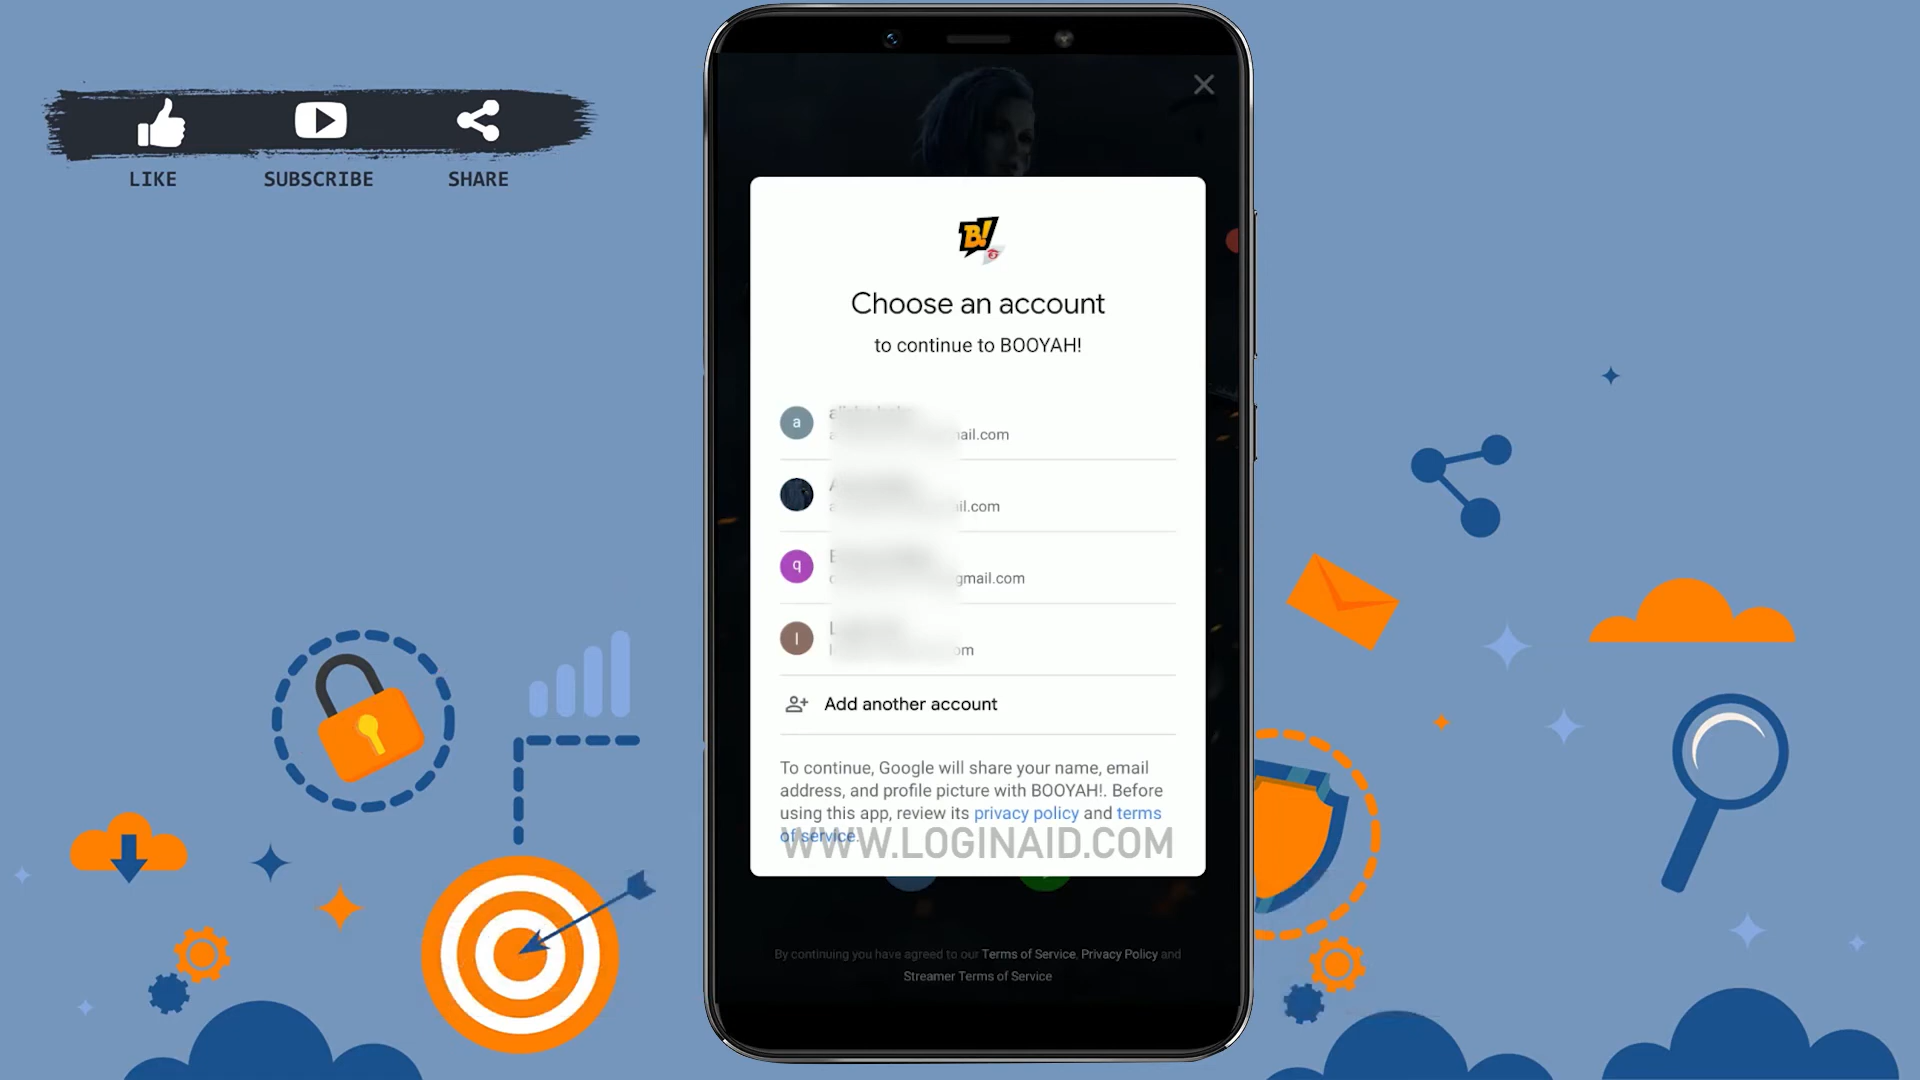 LIKE
SUBSCRIBE
SHARE
B!
Choose an account
to continue to BOOYAH!
a
ail.com
il.com
q
gmail.com
l
om
Add another account
To continue, Google will share your name, email
address, and profile picture with BOOYAH!. Before
using this app, review its privacy policy and terms
of service.
WWW.LOGINAID.COM
By continuing you have agreed to our Terms of Service, Privacy Policy and
Streamer Terms of Service